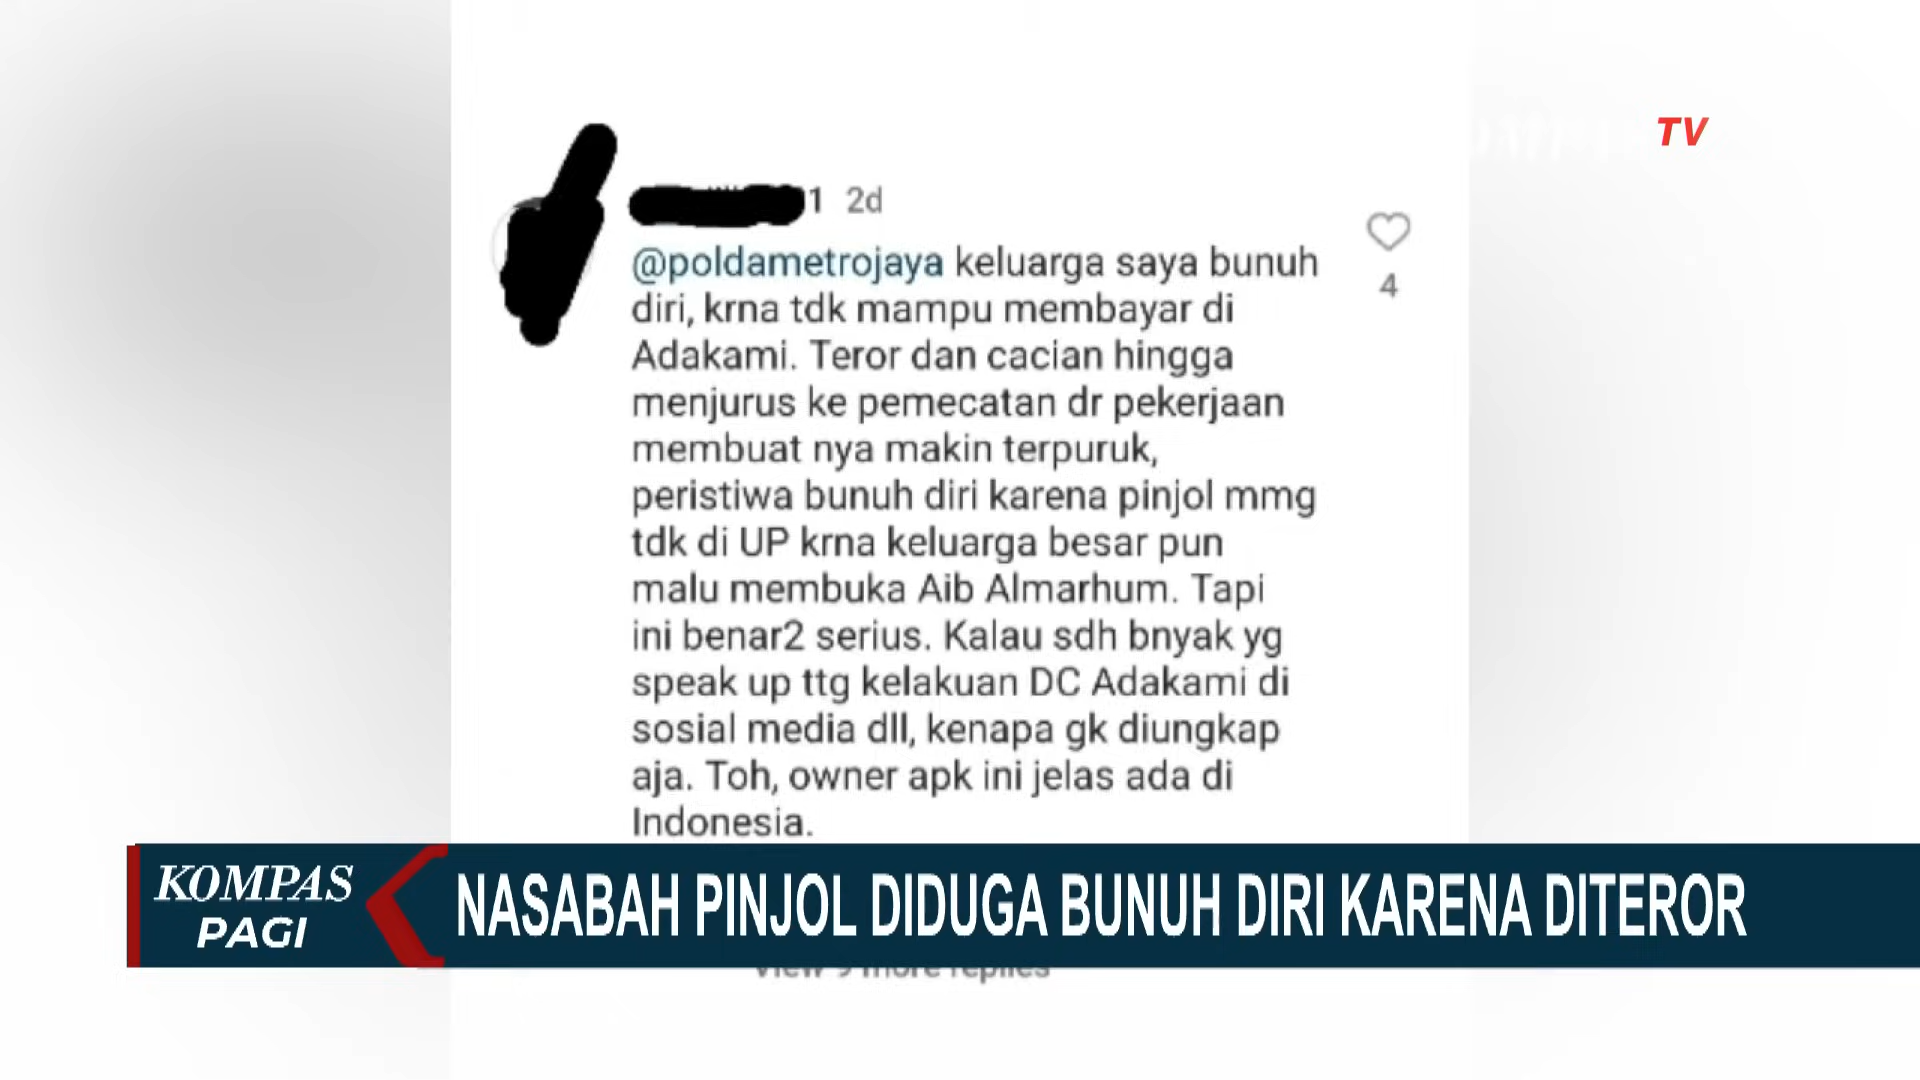 TV
1 2d
@poldametrojaya keluarga saya bunuh
diri, krna tdk mampu membayar di
Adakami. Teror dan cacian hingga
menjurus ke pemecatan dr pekerjaan
membuat nya makin terpuruk,
peristiwa bunuh diri karena pinjol mmg
tdk di UP krna keluarga besar pun
malu membuka Aib Almarhum. Tapi
ini benar2 serius. Kalau sdh bnyak yg
speak up ttg kelakuan DC Adakami di
sosial media dll, kenapa gk diungkap
aja. Toh, owner apk ini jelas ada di
Indonesia.
4
KOMPAS
PAGI
NASABAH PINJOL DIDUGA BUNUH DIRI KARENA DITEROR
View 9 more replies